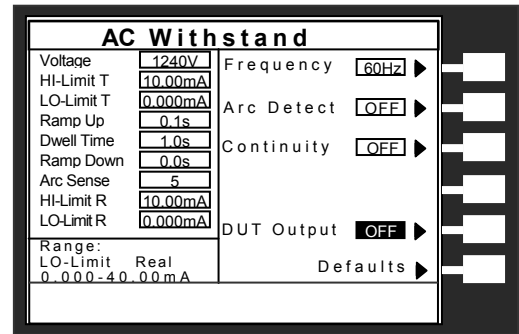 AC Withstand
Voltage 1240V
HI-Limit T 10.00mA
LO-Limit T 0.000mA
Ramp Up 0.1s
Dwell Time 1.0s
Ramp Down 0.0s
Arc Sense 5
HI-Limit R 10.00mA
LO-Limit R 0.000mA
Range:
LO-Limit Real
0.000-40.00mA
Frequency 60Hz
Arc Detect OFF
Continuity OFF
DUT Output OFF
Defaults